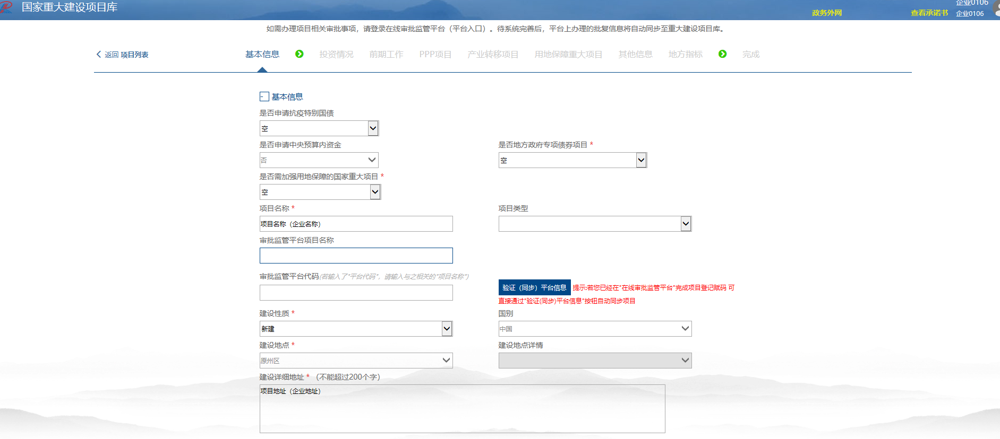 国家重大建设项目库
企业0106
政务外网
查看承诺书
企业0106
如需办理项目相关审批事项，请登录在线审批监管平台（平台入口）。待系统完善后，平台上办理的批复信息将自动同步至重大建设项目库。
返回 项目列表
基本信息 投资情况 前期工作 PPP项目 产业转移项目 用地保障重大项目 其他信息 地方指标 完成
- 基本信息
是否申请抗疫特别国债
空
是否申请中央预算内资金
否
是否地方政府专项债券项目 *
空
是否需加强用地保障的国家重大项目 *
空
项目名称 *
项目名称（企业名称）
项目类型
审批监管平台项目名称
审批监管平台代码(若输入了"平台代码"，请输入与之相关的"项目名称")
验证（同步）平台信息 提示:若您已经在"在线审批监管平台"完成项目登记赋码 可
直接通过"验证(同步)平台信息"按钮自动同步项目
建设性质 *
新建
国别
中国
建设地点 *
原州区
建设地点详情
建设详细地址 * （不能超过200个字）
项目地址（企业地址）